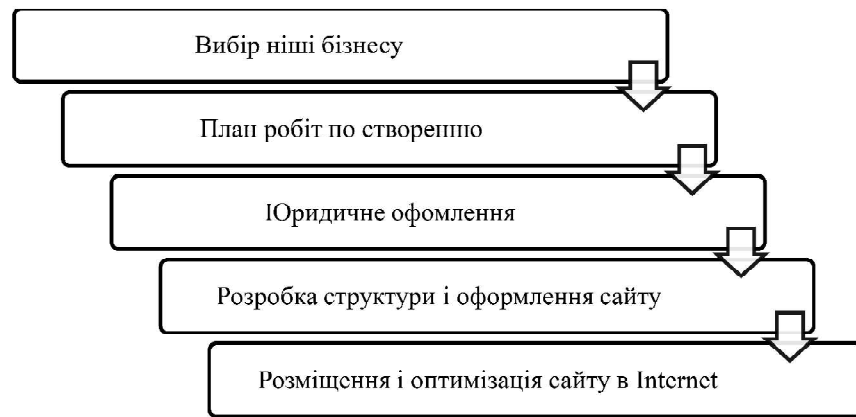 Вибір ніші бізнесу
План робіт по створенню
Юридичне офомлення
Розробка структури і оформлення сайту
Розміщення і оптимізація сайту в Internet